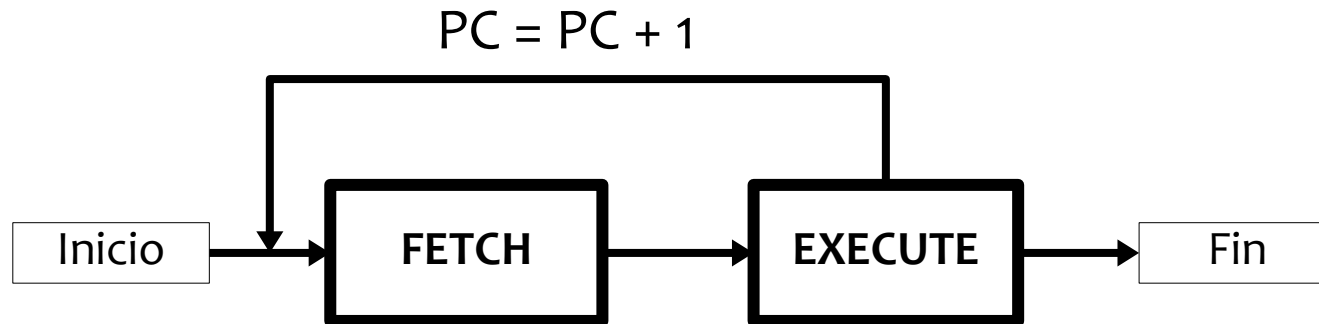 PC = PC + 1
Inicio
FETCH
EXECUTE
Fin